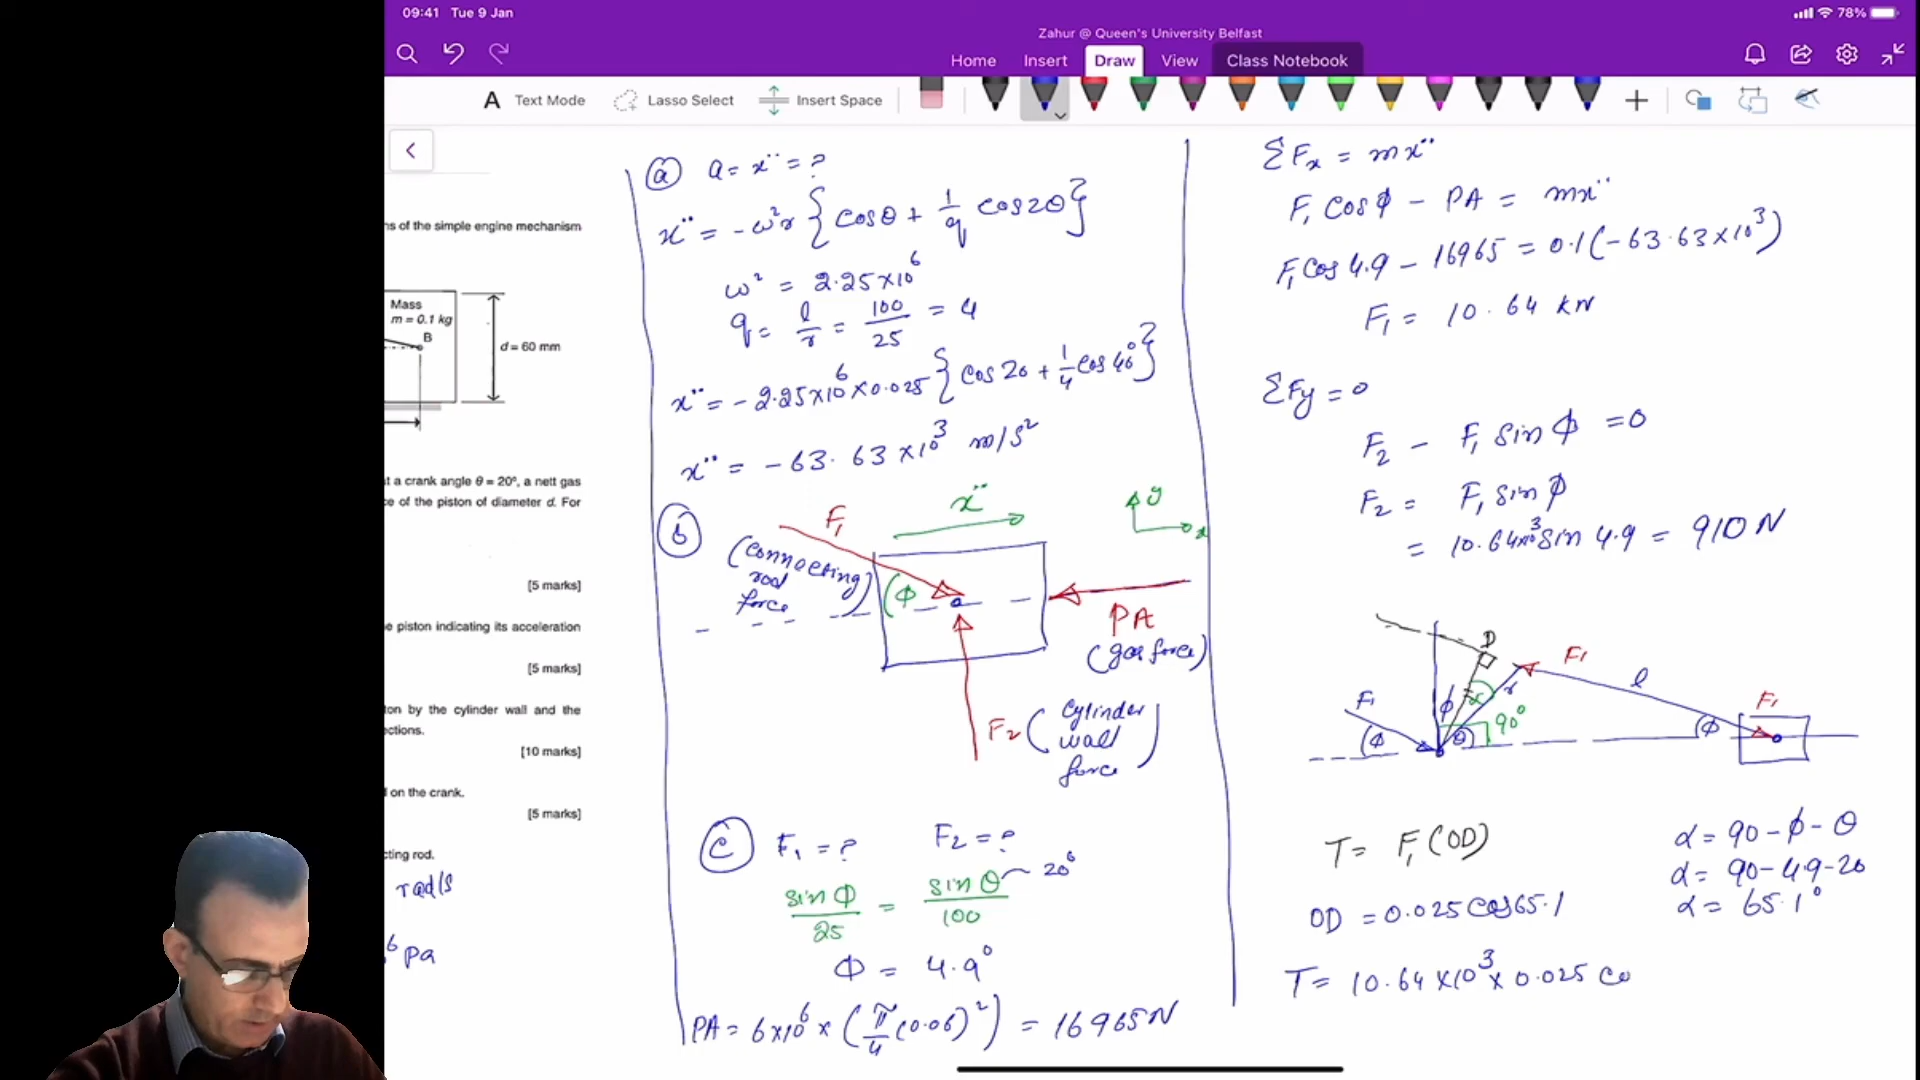 09:41 Tue 9 Jan
78%
Zahur @ Queen's University Belfast
Home Insert Draw View Class Notebook
Text Mode Lasso Select Insert Space
ns of the simple engine mechanism
Mass
m = 0.1 kg
B
d = 60 mm
t a crank angle θ = 20°, a nett gas
e of the piston of diameter d. For
[5 marks]
e piston indicating its acceleration
[5 marks]
ton by the cylinder wall and the
ections.
[10 marks]
l on the crank.
[5 marks]
cting rod.
rad/s
6 Pa
(a) a = ẍ = ?
ẍ = -ω²r {cosθ + 1/q cos2θ}
ω² = 2.25×10⁶
q = l/r = 100/25 = 4
ẍ = -2.25×10⁶×0.025 {cos 20 + 1/4 cos 40°}
ẍ = -63.63×10³ m/s²
(b) F₁ ẍ y
x
(connecting rod force)
ϕ
PA
(gas force)
F₂ (cylinder wall force)
(c) F₁ = ? F₂ = ?
sin ϕ/25 = sin θ/100 20°
ϕ = 4.9°
PA = 6×10⁶ × (π/4 (0.06)²) = 16965 N
ΣFx = mẍ
F₁ cos ϕ - PA = mẍ
F₁ cos 4.9 - 16965 = 0.1(-63.63×10³)
F₁ = 10.64 kN
ΣFy = 0
F₂ - F₁ sin ϕ = 0
F₂ = F₁ sin ϕ
= 10.64×10³ sin 4.9 = 910 N
D
F₁
l
F₁ ϕ α r F₁
90°
ϕ θ ϕ
T = F₁ (OD)
OD = 0.025 cos 65.1
T = 10.64×10³ × 0.025 co
α = 90 - ϕ - θ
α = 90 - 4.9 - 20
α = 65.1°